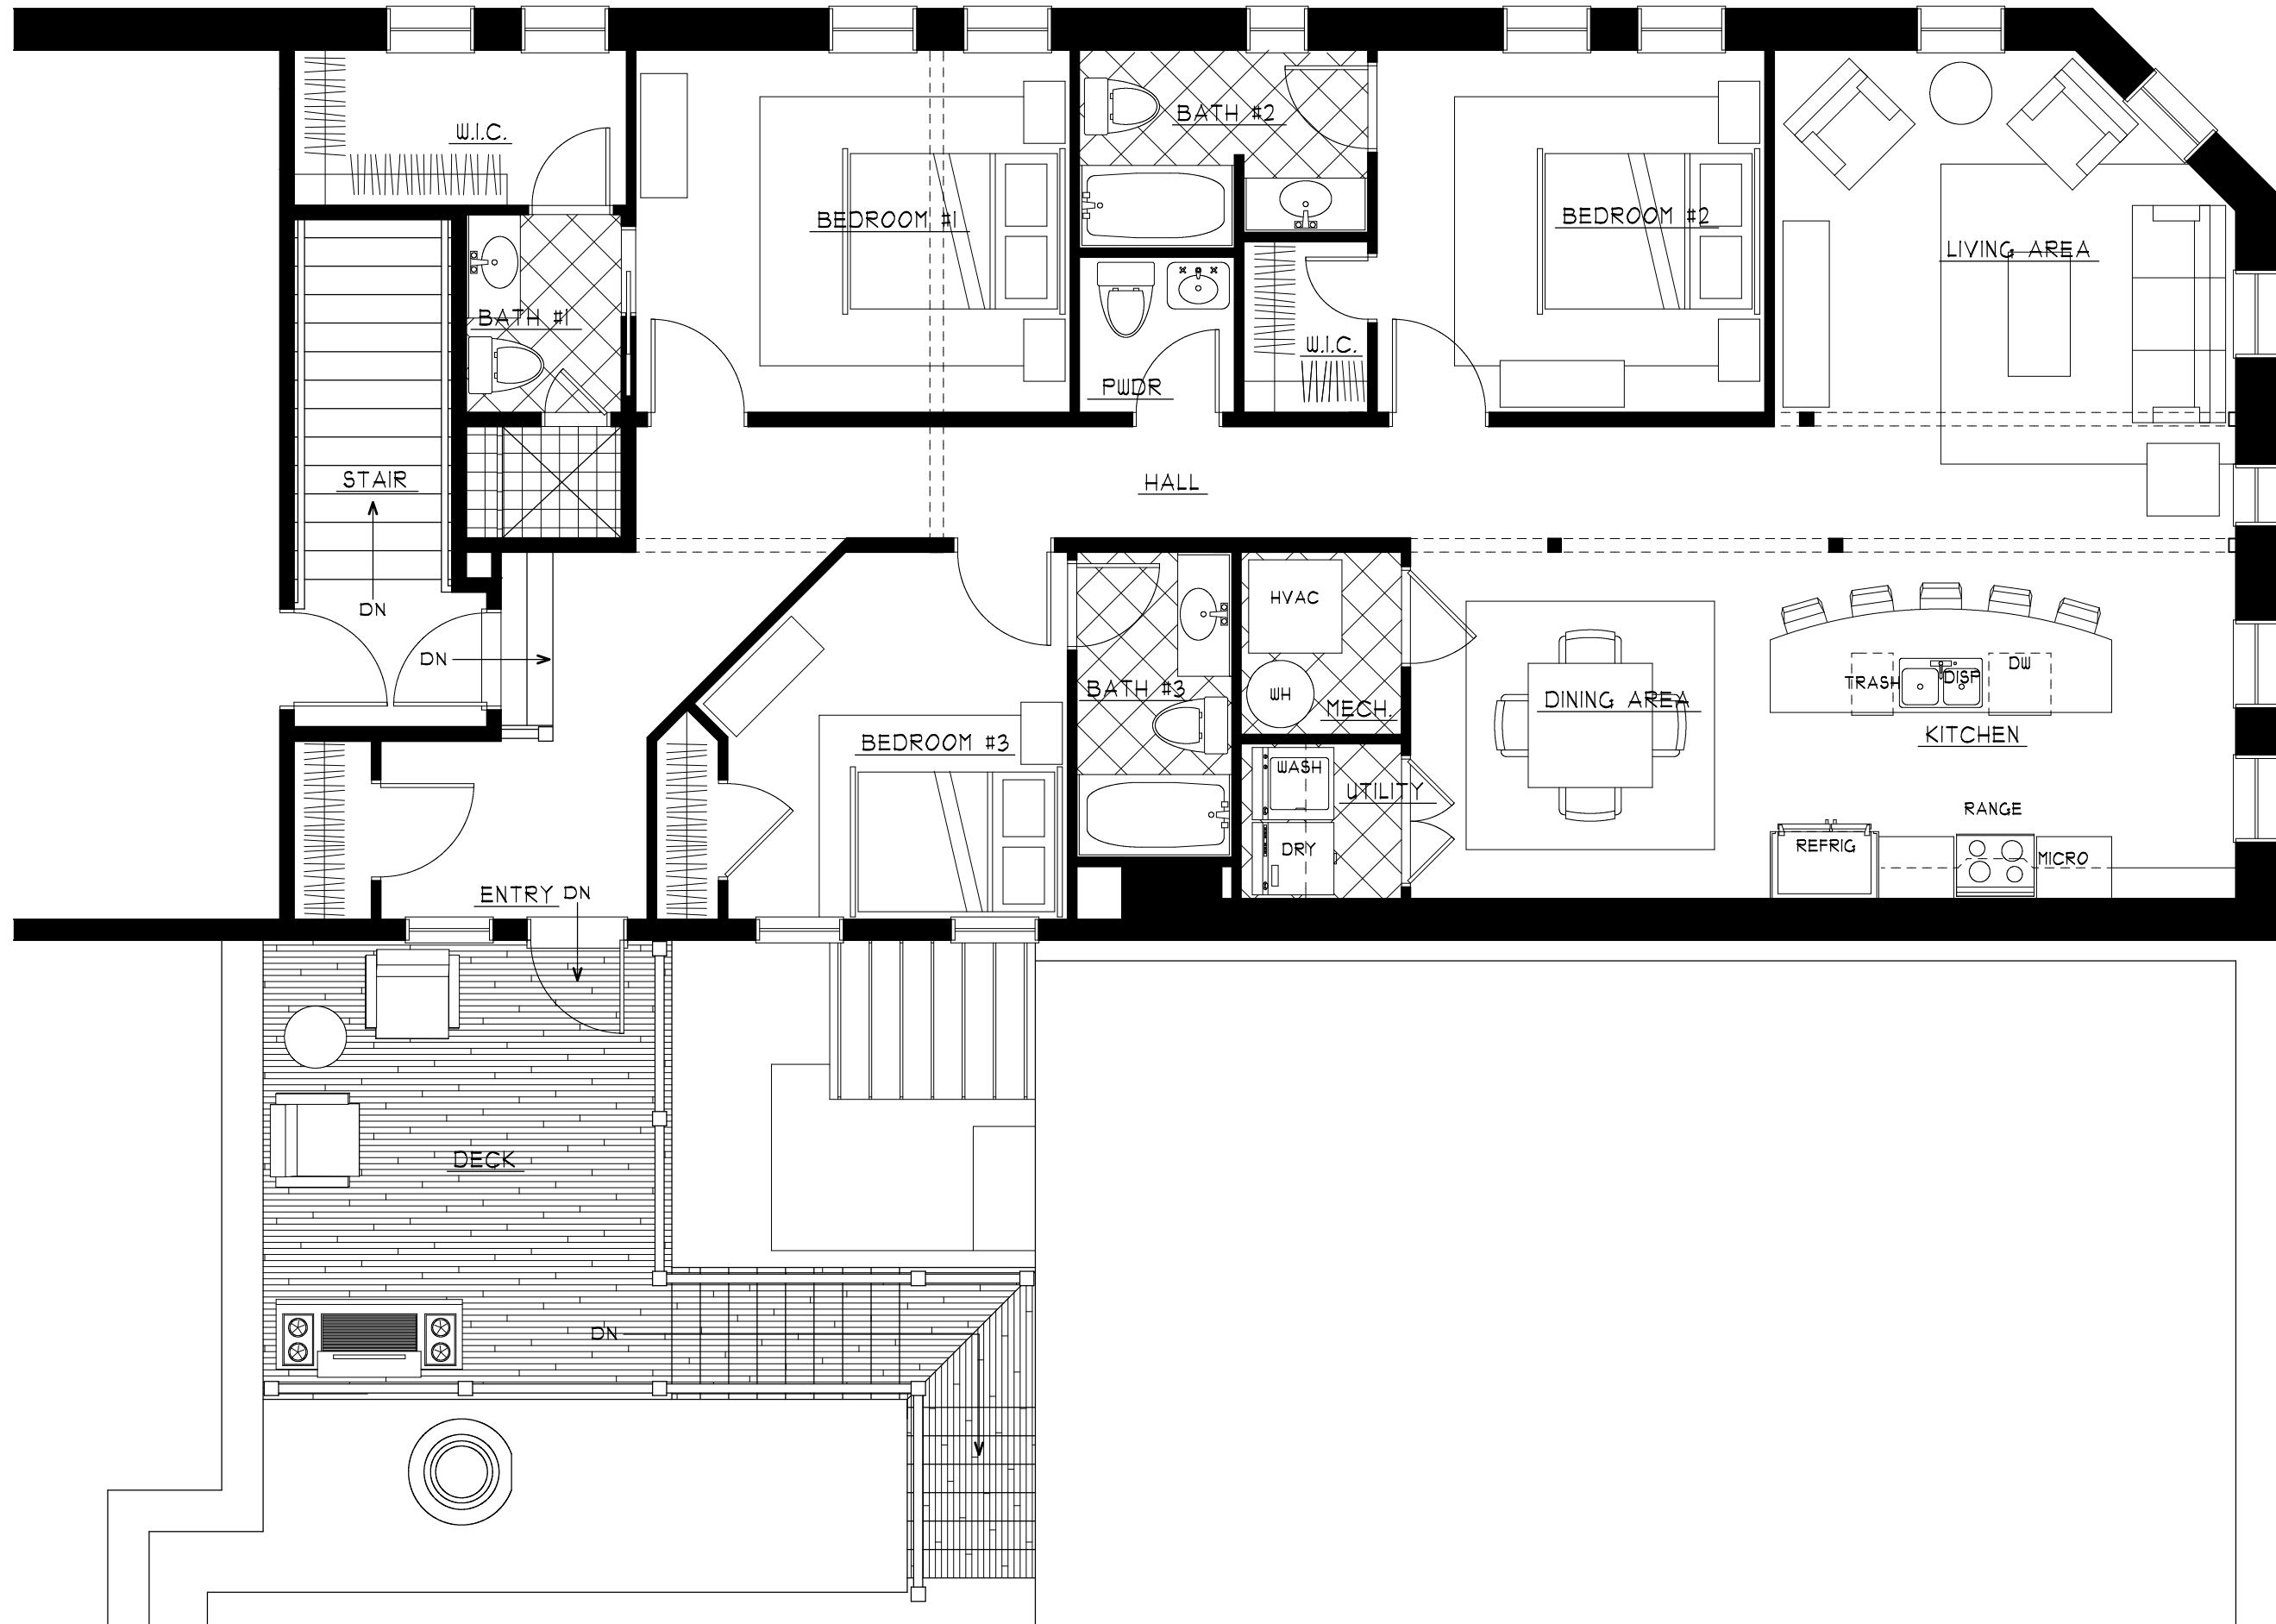 BATH #2
W.I.C.
BEDROOM #1
BEDROOM #2
LIVING AREA
BATH #1
W.I.C.
PWDR
STAIR
HALL
DN
HVAC
DN
DW
TRASH
DISP
BATH #3
WH
DINING AREA
MECH.
KITCHEN
BEDROOM #3
WASH
UTILITY
RANGE
DRY
REFRIG
MICRO
ENTRY
DN
DECK
DN